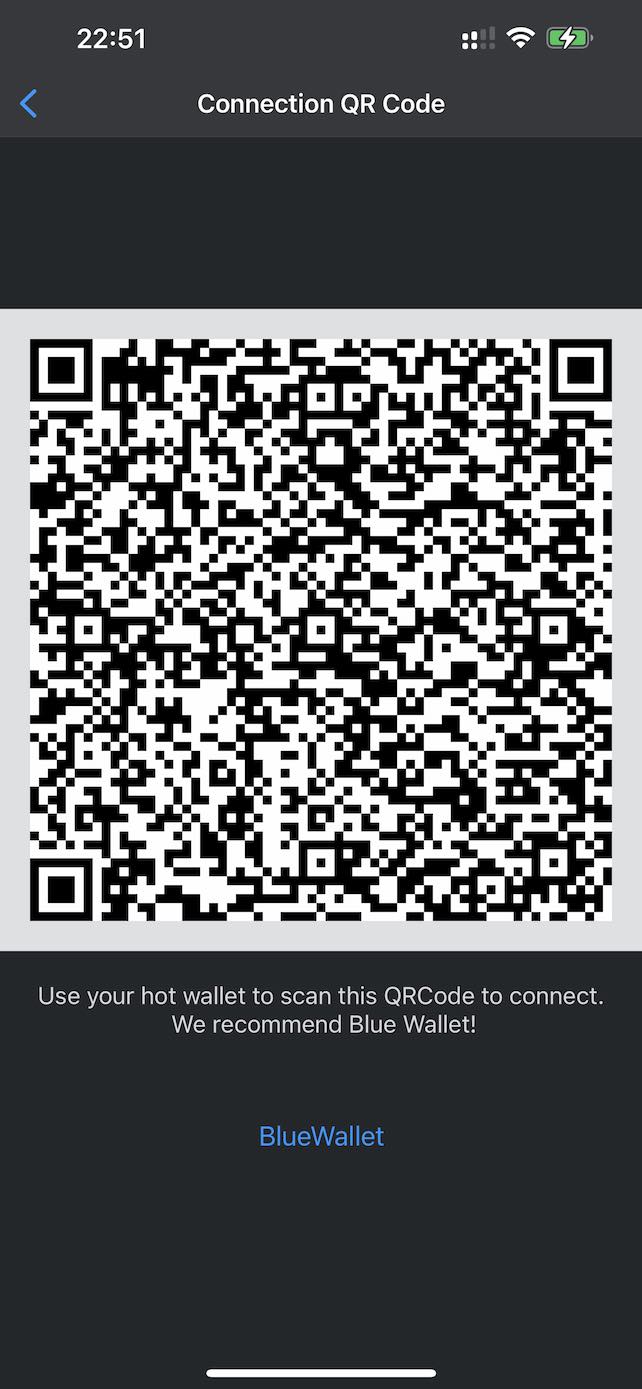 22:51
Connection QR Code
Use your hot wallet to scan this QRCode to connect.
We recommend Blue Wallet!
BlueWallet